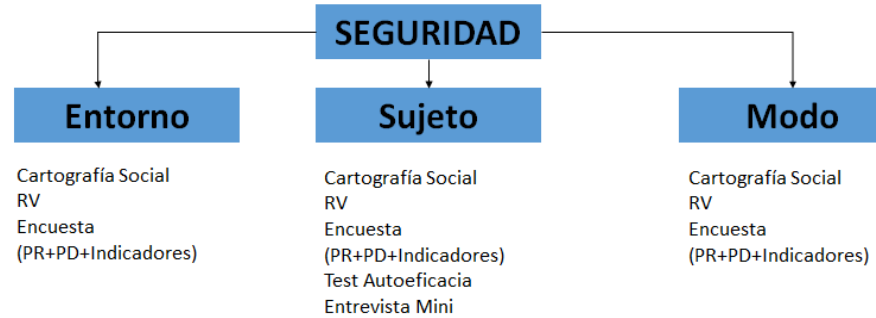 SEGURIDAD
Entorno
Cartografía Social
RV
Encuesta
(PR+PD+Indicadores)
Sujeto
Cartografía Social
RV
Encuesta
(PR+PD+Indicadores)
Test Autoeficacia
Entrevista Mini
Modo
Cartografía Social
RV
Encuesta
(PR+PD+Indicadores)